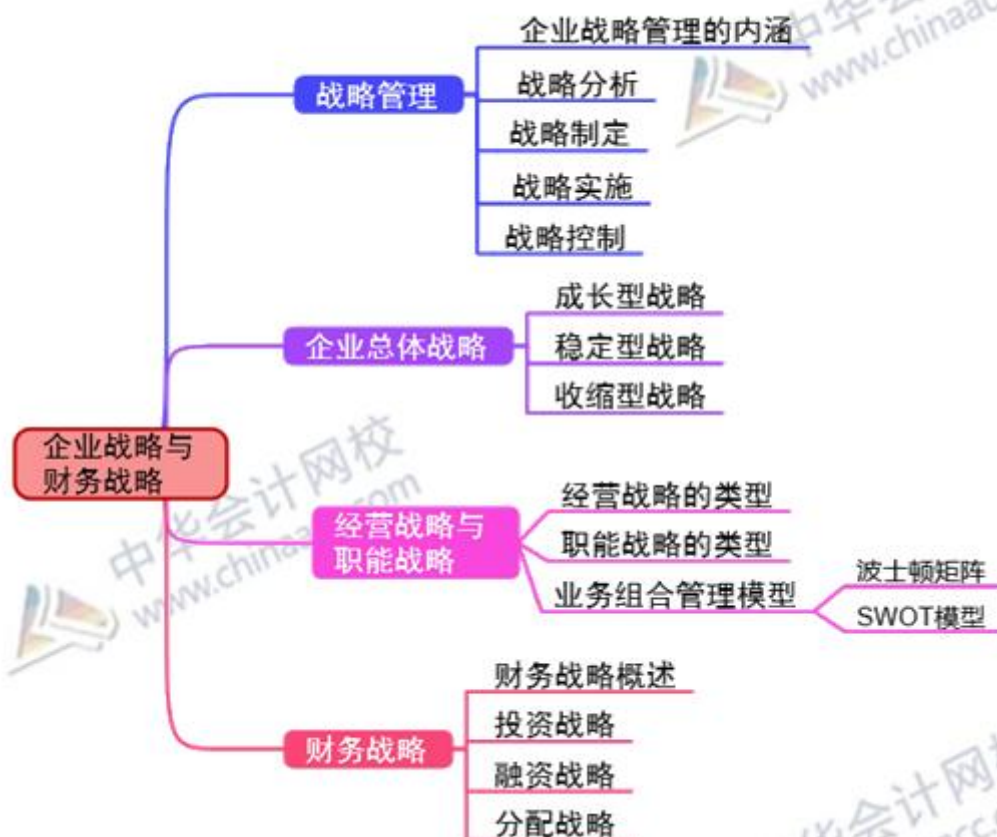 企业战略管理的内涵
战略管理
战略分析
战略制定
战略实施
战略控制
成长型战略
企业总体战略
稳定型战略
收缩型战略
企业战略与
财务战略
经营战略与
职能战略
经营战略的类型
职能战略的类型
业务组合管理模型
波士顿矩阵
SWOT模型
财务战略概述
投资战略
财务战略
融资战略
分配战略
中华会计网校